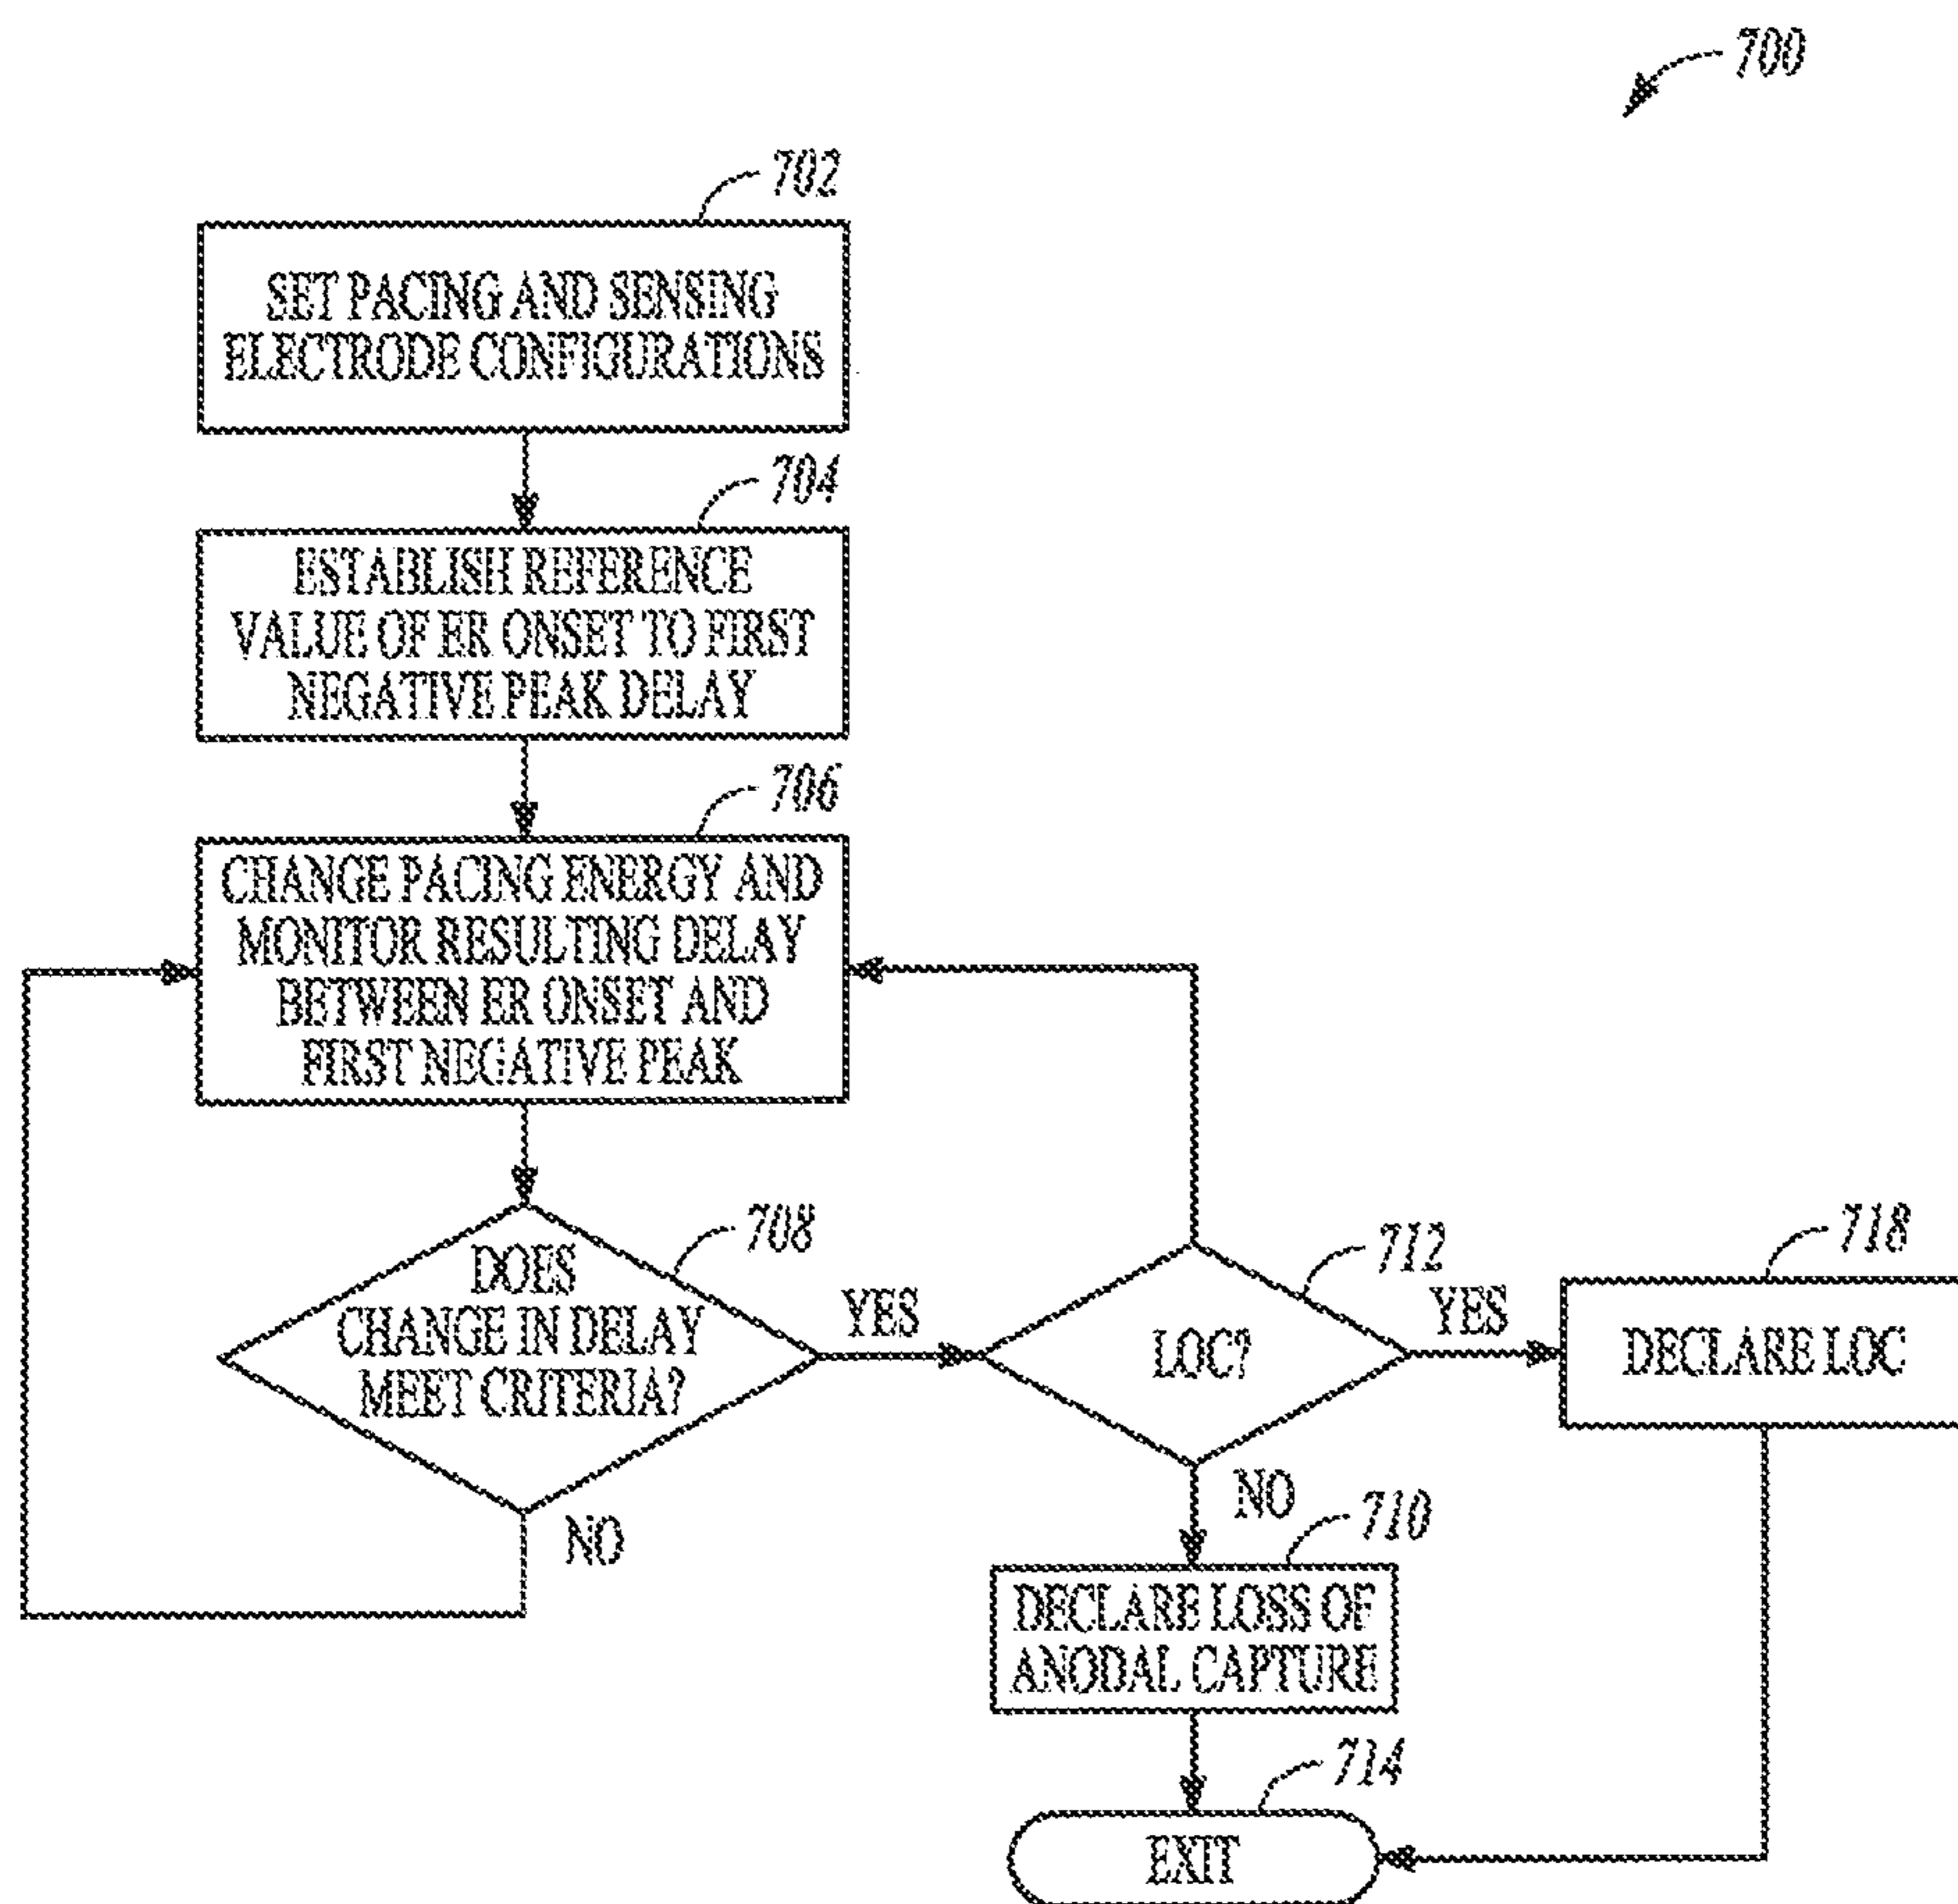 700
702
SET PACING AND SENSING
ELECTRODE CONFIGURATIONS
704
ESTABLISH REFERENCE
VALUE OF ER ONSET TO FIRST
NEGATIVE PEAK DELAY
706
CHANGE PACING ENERGY AND
MONITOR RESULTING DELAY
BETWEEN ER ONSET AND
FIRST NEGATIVE PEAK
708
DOES
CHANGE IN DELAY
MEET CRITERIA?
YES
NO
712
LOC?
YES
NO
718
DECLARE LOC
710
DECLARE LOSS OF
ANODAL CAPTURE
714
EXIT